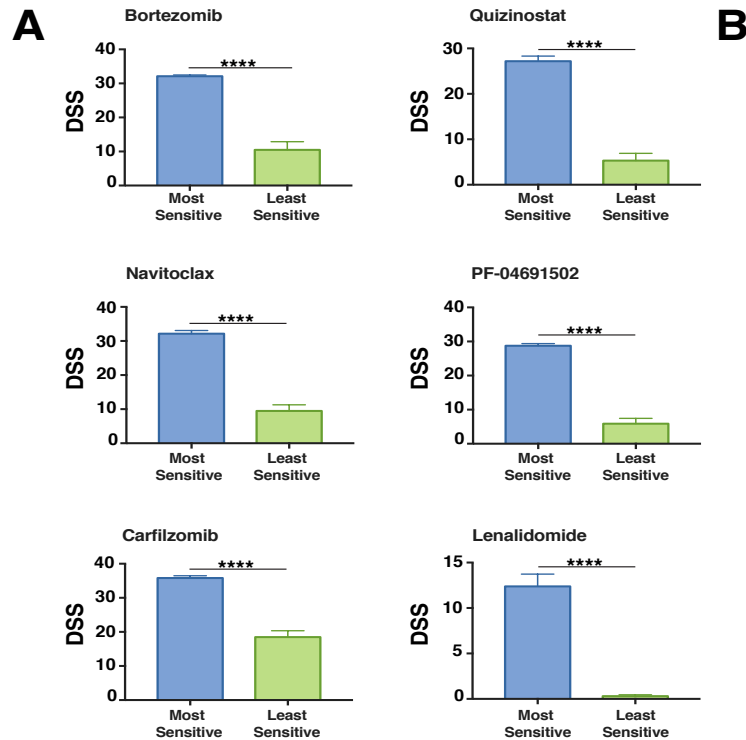 A
B
Bortezomib
40
30
20
10
0
DSS
****
Most
Sensitive
Least
Sensitive
Quizinostat
30
20
10
0
DSS
****
Most
Sensitive
Least
Sensitive
Navitoclax
40
30
20
10
0
DSS
****
Most
Sensitive
Least
Sensitive
PF-04691502
40
30
20
10
0
DSS
****
Most
Sensitive
Least
Sensitive
Carfilzomib
40
30
20
10
0
DSS
****
Most
Sensitive
Least
Sensitive
Lenalidomide
15
10
5
0
DSS
****
Most
Sensitive
Least
Sensitive